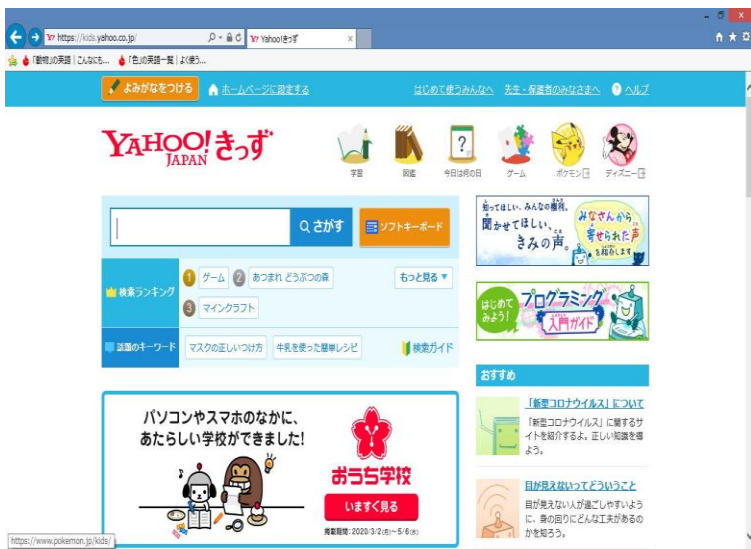 https://kids.yahoo.co.jp/
Yahoo!きっず
「動物」の英語 | こんなにも...
「色」の英語一覧 | よく使う...
よみがなをつける
ホームページに設定する
はじめて使うみんなへ
先生・保護者のみなさまへ
ヘルプ
YAHOO!きっず
JAPAN
学習
図鑑
今日は何の日
ゲーム
ポケモン
ディズニー
さがす
ソフトキーボード
検索ランキング
1 ゲーム
2 あつまれ どうぶつの森
もっと見る
3 マインクラフト
話題のキーワード
マスクの正しいつけ方
牛乳を使った簡単レシピ
検索ガイド
知ってほしい、みんなの権利。
聞かせてほしい、
きみの声。
みなさんから
寄せられた声
を紹介します
はじめて
みよう!
プログラミング
入門ガイド
おすすめ
「新型コロナウイルス」について
「新型コロナウイルス」に関するサ
イトを紹介するよ。正しい知識を得
よう。
目が見えないってどういうこと
目が見えない人が過ごしやすいよう
に、身の回りにどんな工夫があるの
かを知ろう。
パソコンやスマホのなかに、
あたらしい学校ができました!
おうち学校
いますぐ見る
掲載期間:2020/3/2(月)～5/6(水)
https://www.pokemon.jp/kids/